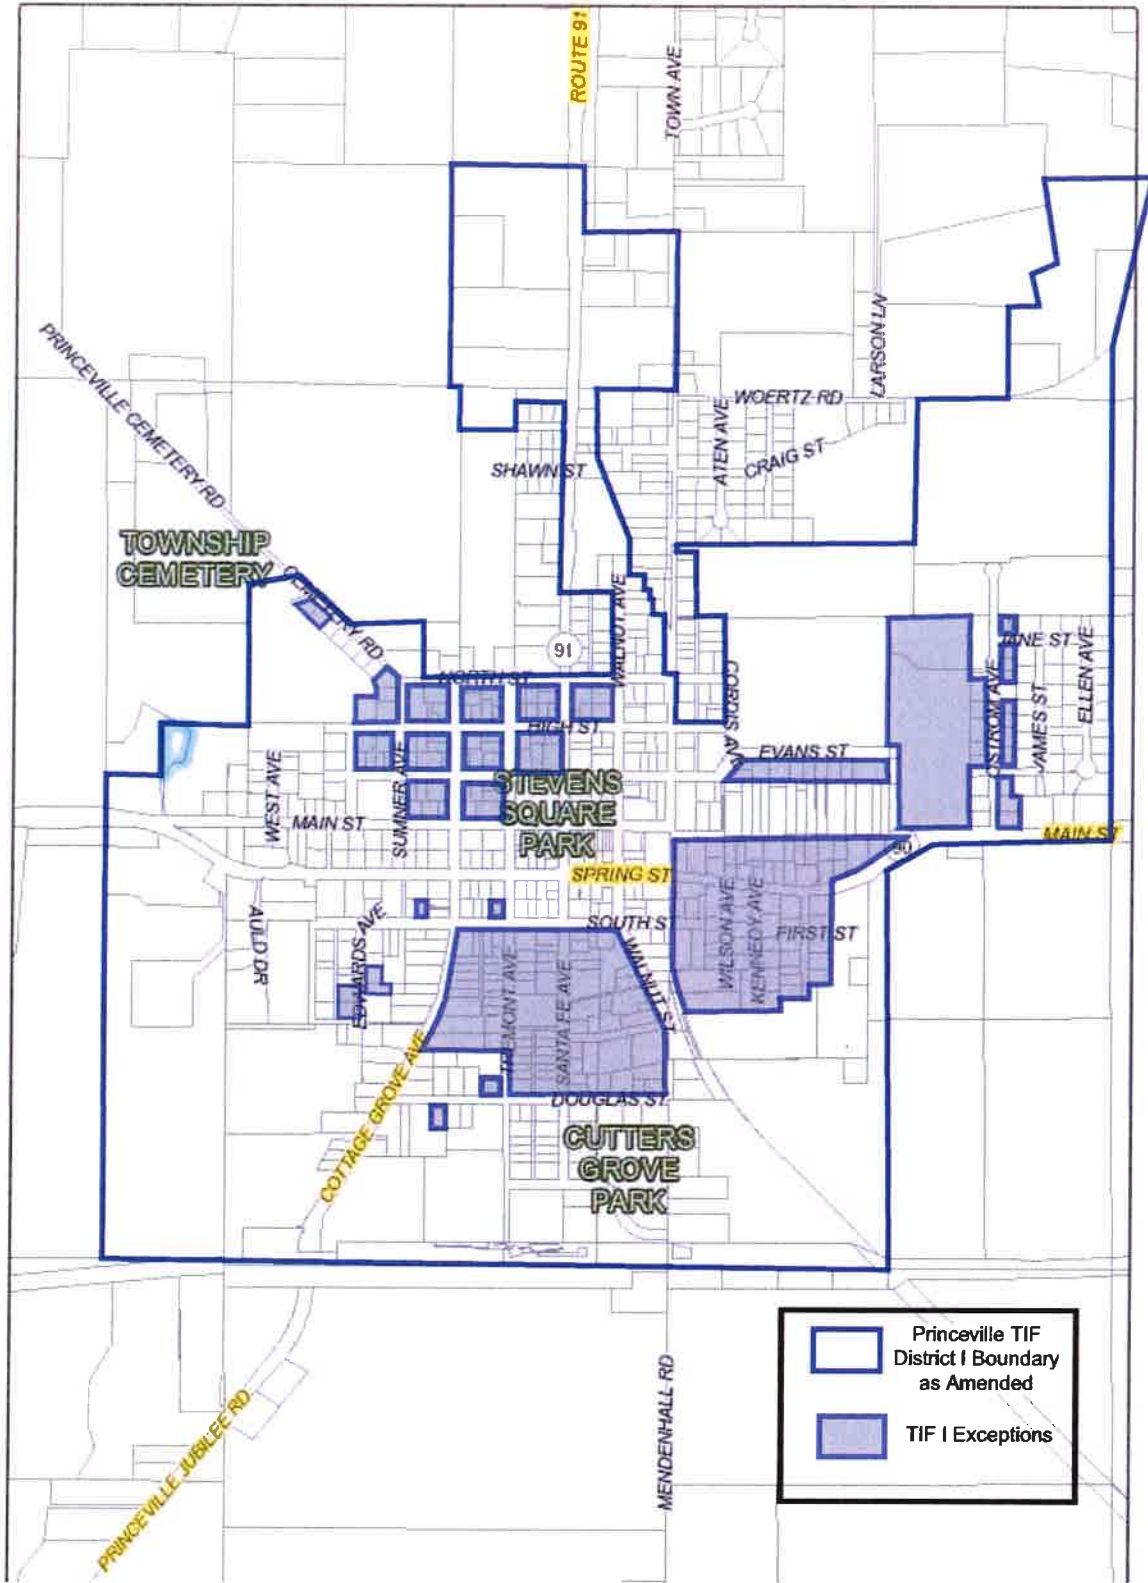 ROUTE 91
TOWN AVE
LARSON LN
PRINCEVILLE CEMETERY RD
WOERTZ RD
ATEN AVE
CRAIG ST
SHAWN ST
TOWNSHIP
CEMETERY
CEMETERY RD
WALNUT AVE
91
NORTH ST
CORDIS AVE
JANE ST
OSTROM AVE
JAMES ST
ELLEN AVE
HIGH ST
EVANS ST
STEVENS
SQUARE
PARK
WEST AVE
SUMNER AVE
MAIN ST
MAIN ST
90
SPRING ST
SOUTH ST
WILSON AVE
KENNEDY AVE
FIRST ST
AULD DR
EDWARDS AVE
TREMONT AVE
SANTA FE AVE
WALNUT ST
COTTAGE GROVE AVE
DOUGLAS ST
CUTTERS
GROVE
PARK
PRINCEVILLE JUBILEE RD
MENDENHALL RD
Princeville TIF
District I Boundary
as Amended
TIF I Exceptions